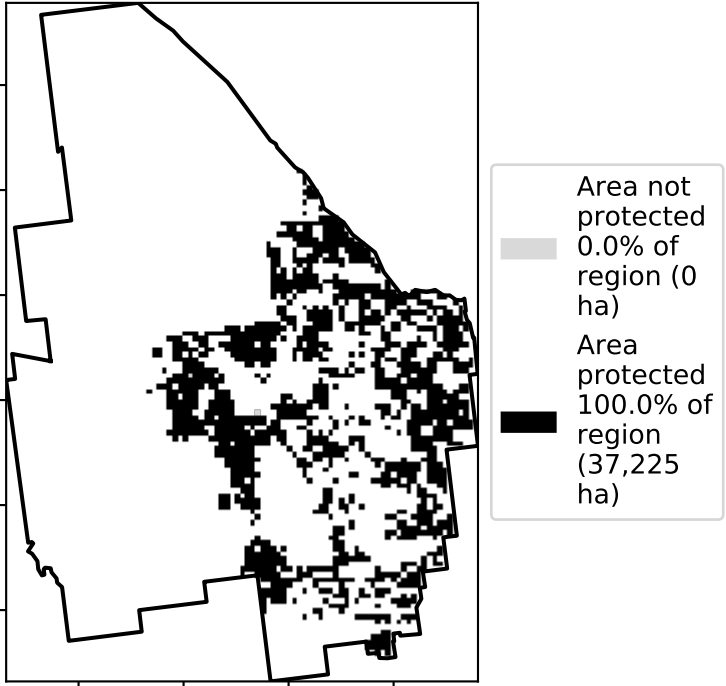 Area not
protected
0.0% of
region (0
ha)
Area
protected
100.0% of
region
(37,225
ha)